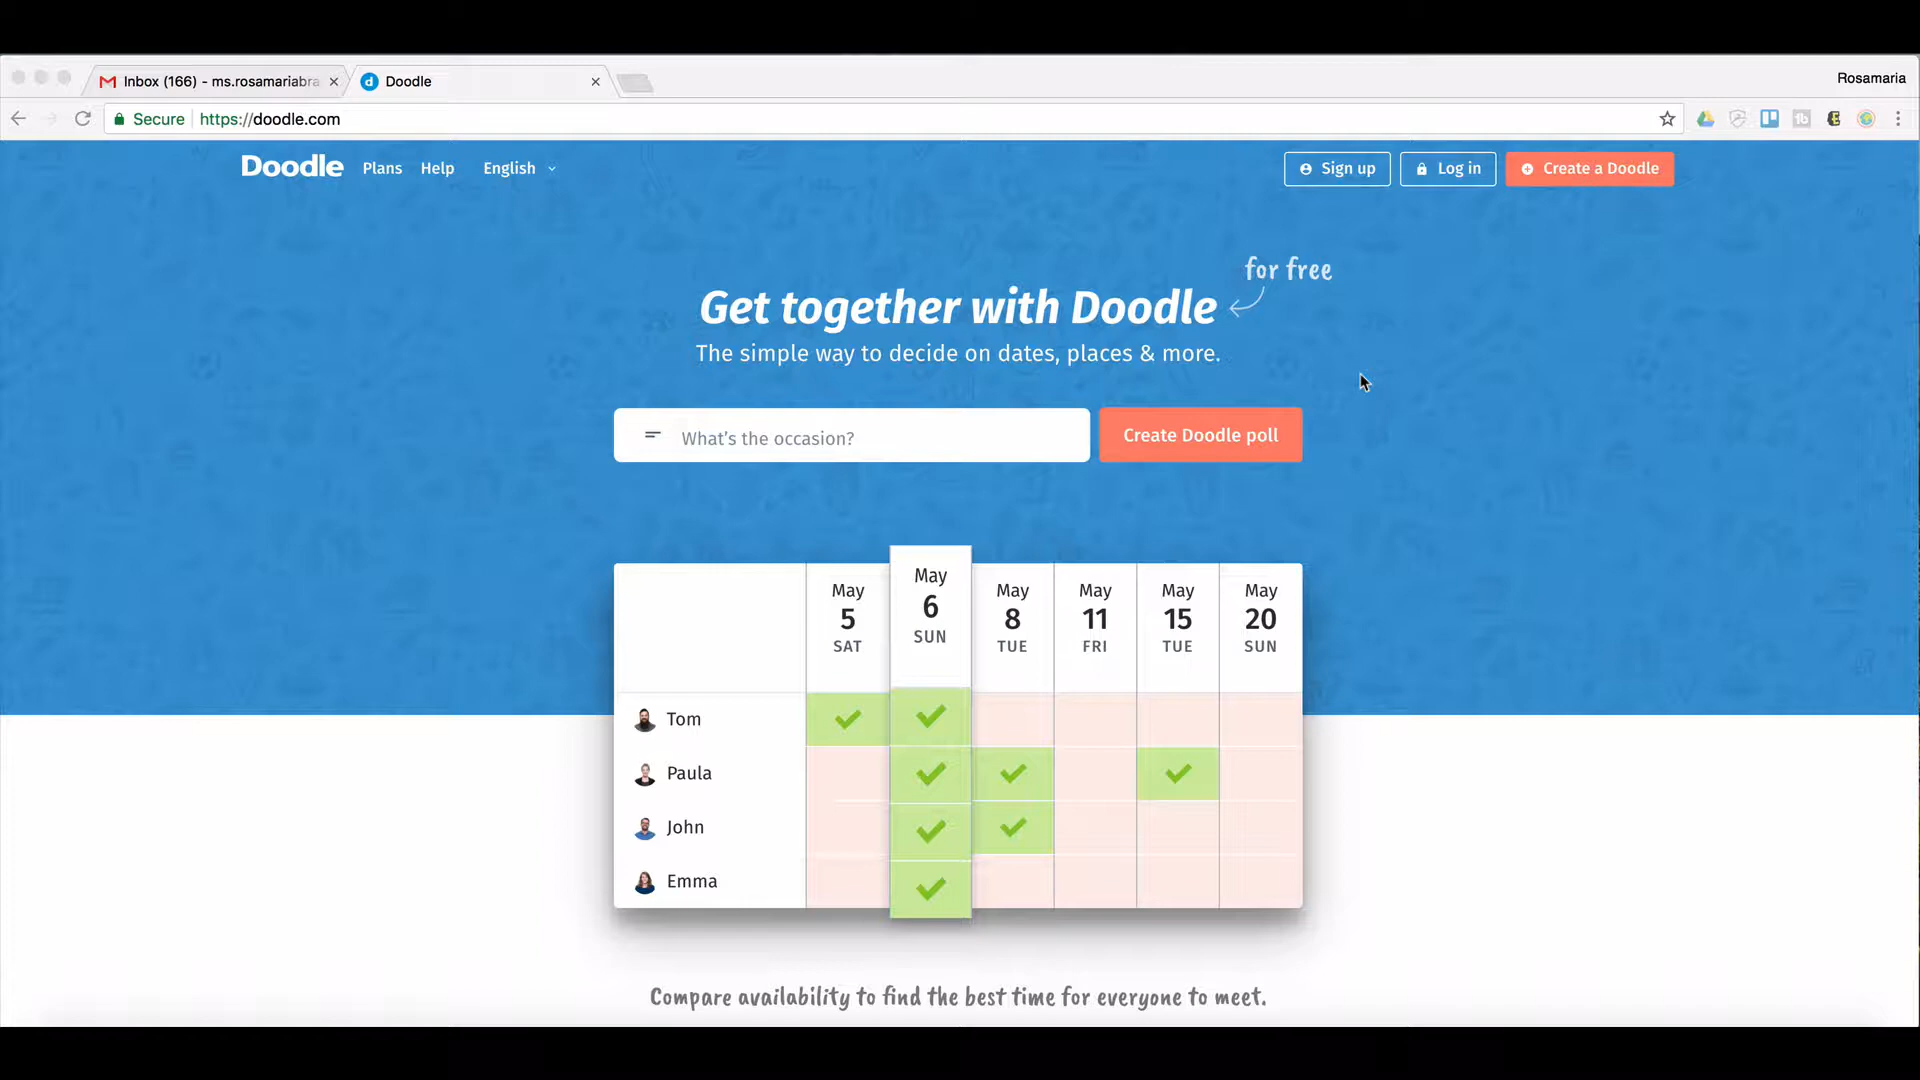 Inbox (166) - ms.rosamariabra
Doodle
Rosamaria
Secure https://doodle.com
Doodle Plans Help English
Sign up
Log in
Create a Doodle
for free
Get together with Doodle
The simple way to decide on dates, places & more.
What's the occasion?
Create Doodle poll
May 5 SAT
May 6 SUN
May 8 TUE
May 11 FRI
May 15 TUE
May 20 SUN
Tom
Paula
John
Emma
Compare availability to find the best time for everyone to meet.